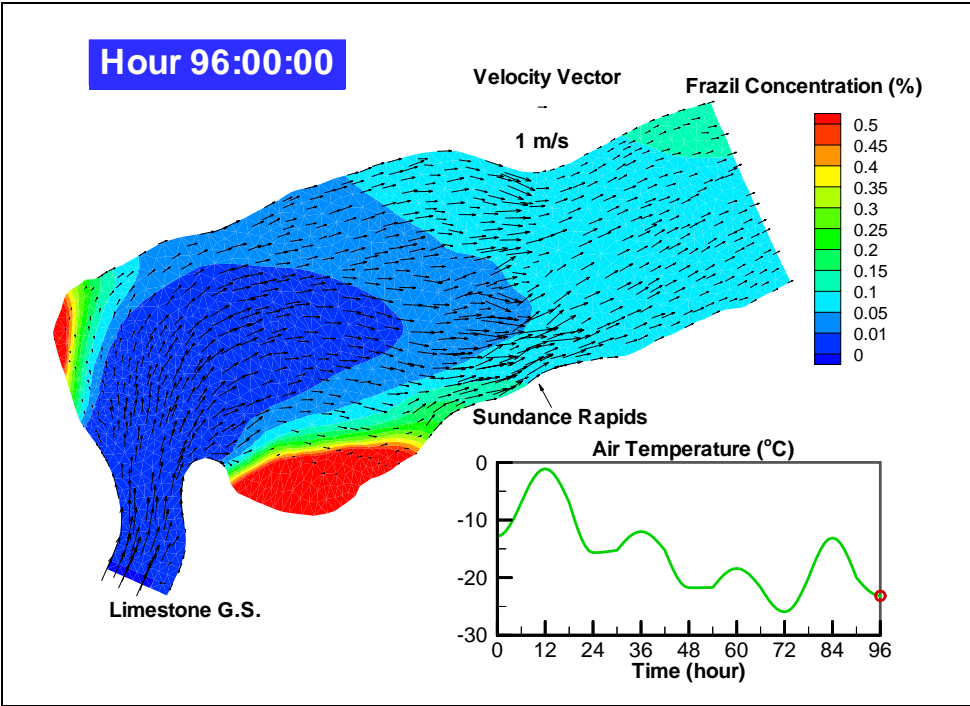 Hour 96:00:00
Velocity Vector
1 m/s
Frazil Concentration (%)
0.5
0.45
0.4
0.35
0.3
0.25
0.2
0.15
0.1
0.05
0.01
0
Sundance Rapids
Limestone G.S.
Air Temperature (°C)
0
-10
-20
-30
0 12 24 36 48 60 72 84 96
Time (hour)